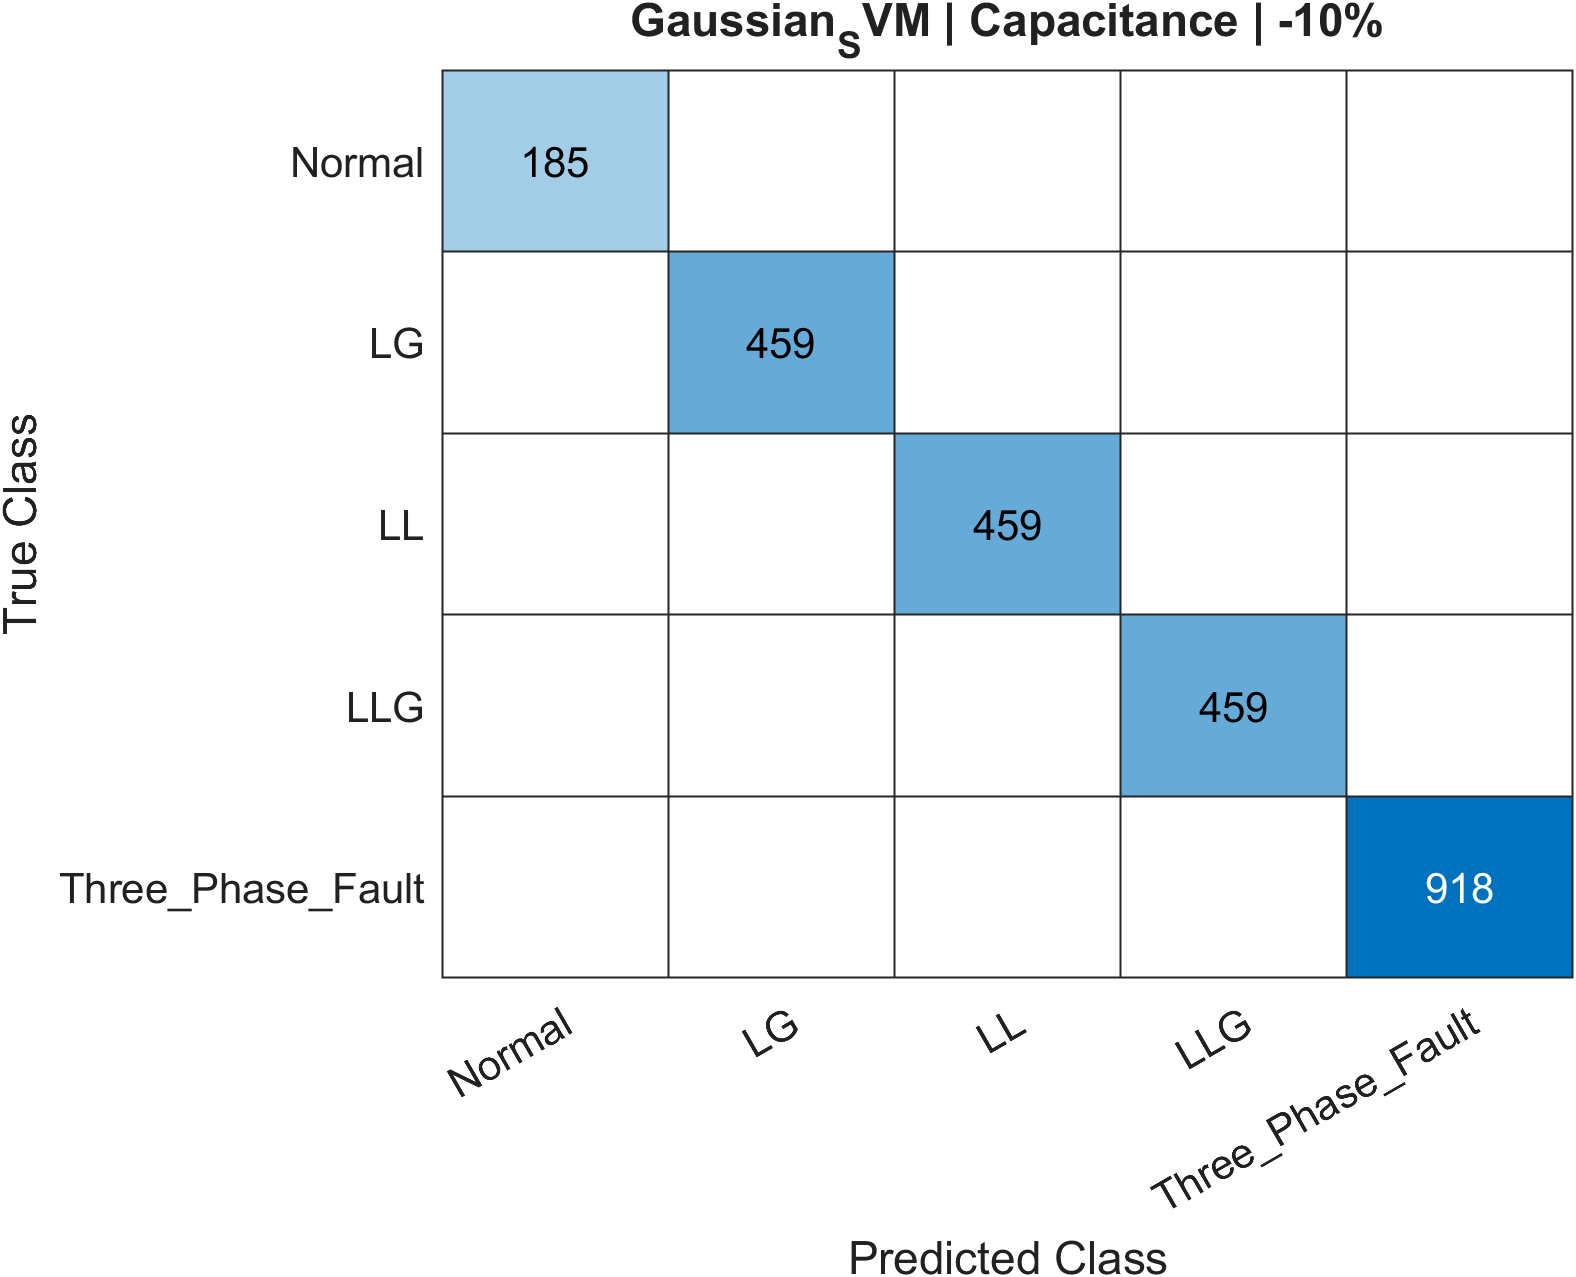 Gaussian_SVM | Capacitance | -10%
True Class
Normal
185
LG
459
LL
459
LLG
459
Three_Phase_Fault
918
Normal
LG
LL
LLG
Three_Phase_Fault
Predicted Class